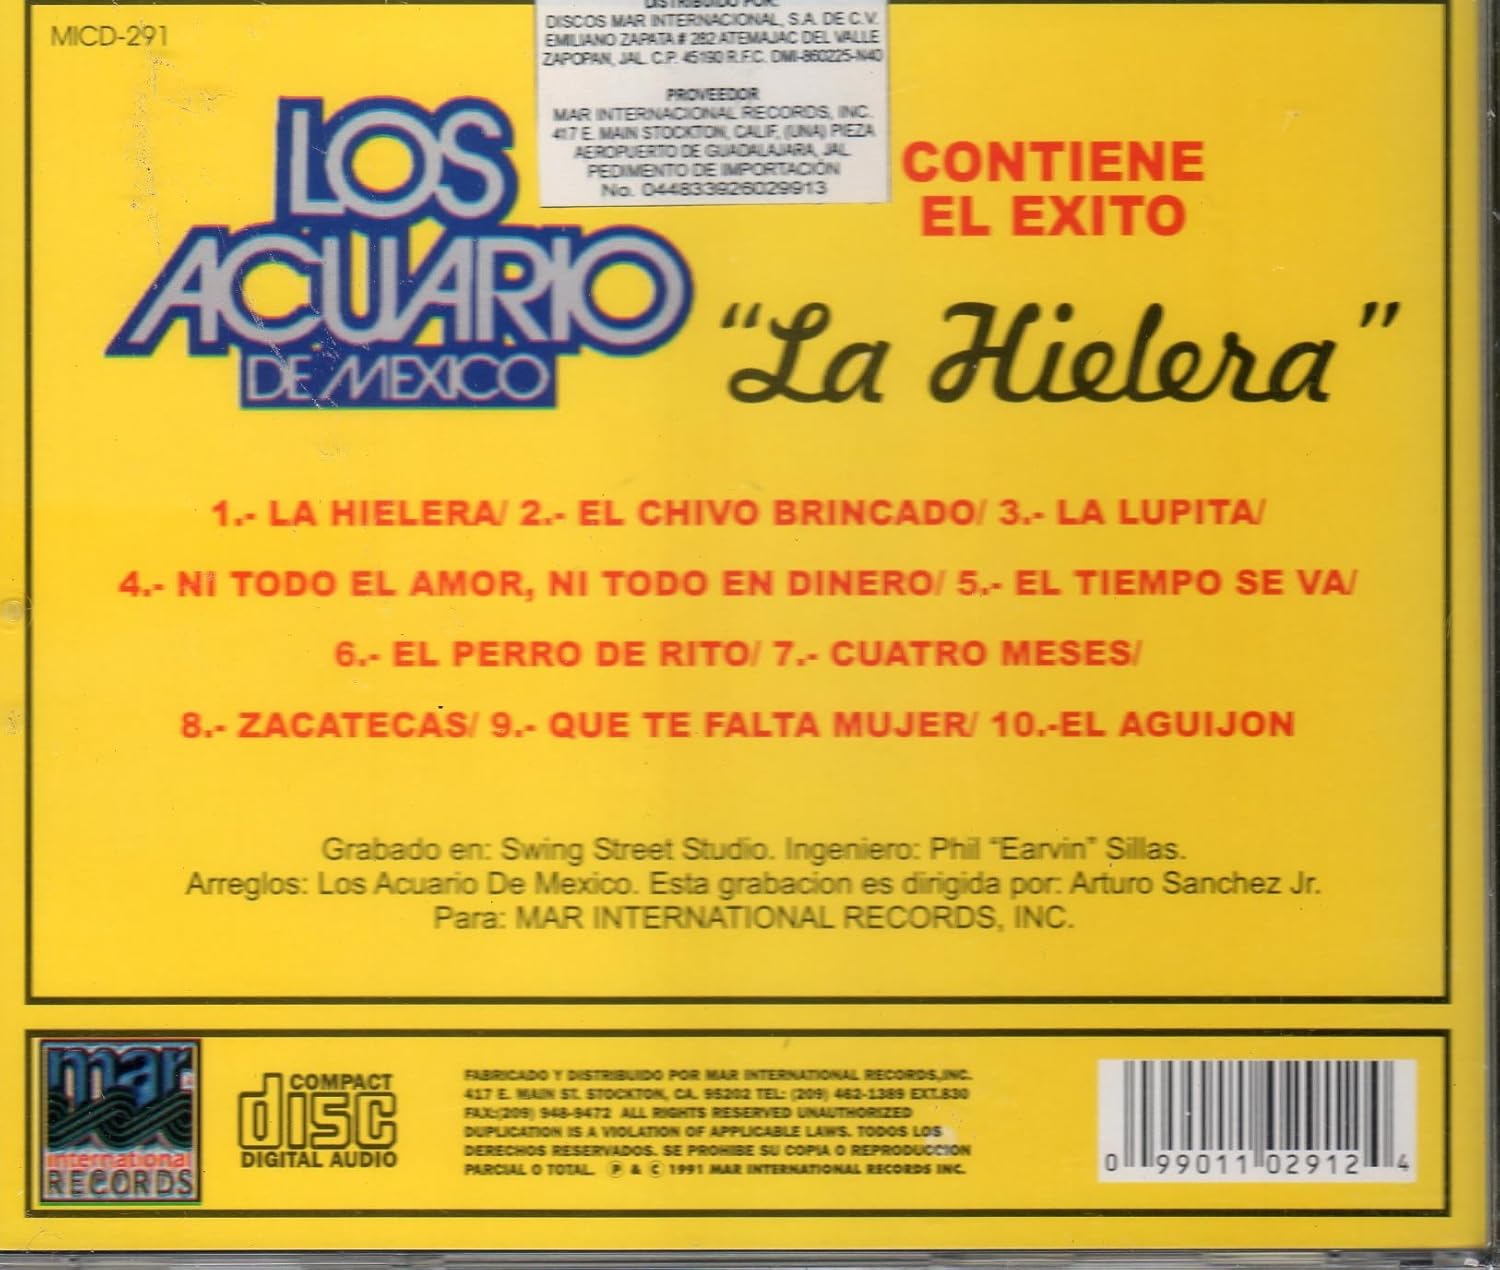 MICD-291
DISTRIBUIDO POR:
DISCOS MAR INTERNACIONAL, S.A. DE C.V.
EMILIANO ZAPATA # 282 ATEMAJAC DEL VALLE
ZAPOPAN, JAL. C.P. 45190 R.F.C. DMI-860225-N40
PROVEEDOR
MAR INTERNACIONAL RECORDS, INC.
417 E. MAIN STOCKTON, CALIF, (UNA) PIEZA
AEROPUERTO DE GUADALAJARA, JAL
PEDIMENTO DE IMPORTACIÓN
No. 044833926029913
LOS
ACUARIO
DE MEXICO
CONTIENE
EL EXITO
“La Hielera”
1.- LA HIELERA/ 2.- EL CHIVO BRINCADO/ 3.- LA LUPITA/
4.- NI TODO EL AMOR, NI TODO EN DINERO/ 5.- EL TIEMPO SE VA/
6.- EL PERRO DE RITO/ 7.- CUATRO MESES/
8.- ZACATECAS/ 9.- QUE TE FALTA MUJER/ 10.-EL AGUIJON
Grabado en: Swing Street Studio. Ingeniero: Phil “Earvin” Sillas.
Arreglos: Los Acuario De Mexico. Esta grabacion es dirigida por: Arturo Sanchez Jr.
Para: MAR INTERNATIONAL RECORDS, INC.
mar
international
RECORDS
COMPACT
disc
DIGITAL AUDIO
FABRICADO Y DISTRIBUIDO POR MAR INTERNATIONAL RECORDS,INC.
417 E. MAIN ST. STOCKTON, CA. 95202 TEL: (209) 462-1389 EXT.830
FAX:(209) 948-9472 ALL RIGHTS RESERVED UNAUTHORIZED
DUPLICATION IS A VIOLATION OF APPLICABLE LAWS. TODOS LOS
DERECHOS RESERVADOS. SE PROHIBE SU COPIA O REPRODUCCION
PARCIAL O TOTAL. Ⓟ & © 1991 MAR INTERNATIONAL RECORDS INC.
0 99011 02912 4